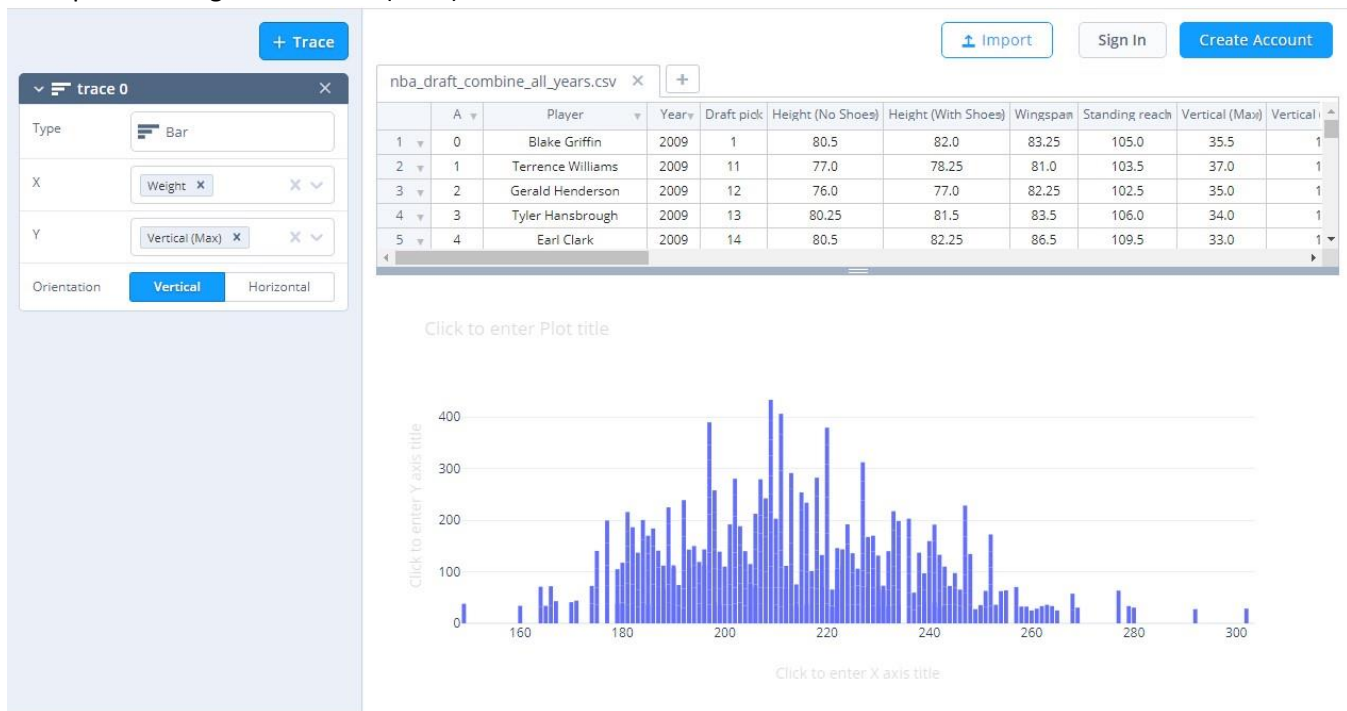 + Trace
Import
Sign In
Create Account
trace 0
Type
Bar
X
Weight
Y
Vertical (Max)
Orientation
Vertical
Horizontal
nba_draft_combine_all_years.csv
+
A Player Year Draft pick Height (No Shoes) Height (With Shoes) Wingspan Standing reach Vertical (Max) Vertical
1 0 Blake Griffin 2009 1 80.5 82.0 83.25 105.0 35.5 1
2 1 Terrence Williams 2009 11 77.0 78.25 81.0 103.5 37.0 1
3 2 Gerald Henderson 2009 12 76.0 77.0 82.25 102.5 35.0 1
4 3 Tyler Hansbrough 2009 13 80.25 81.5 83.5 106.0 34.0 1
5 4 Earl Clark 2009 14 80.5 82.25 86.5 109.5 33.0 1
Click to enter Plot title
Click to enter Y axis title
400
300
200
100
0
160 180 200 220 240 260 280 300
Click to enter X axis title